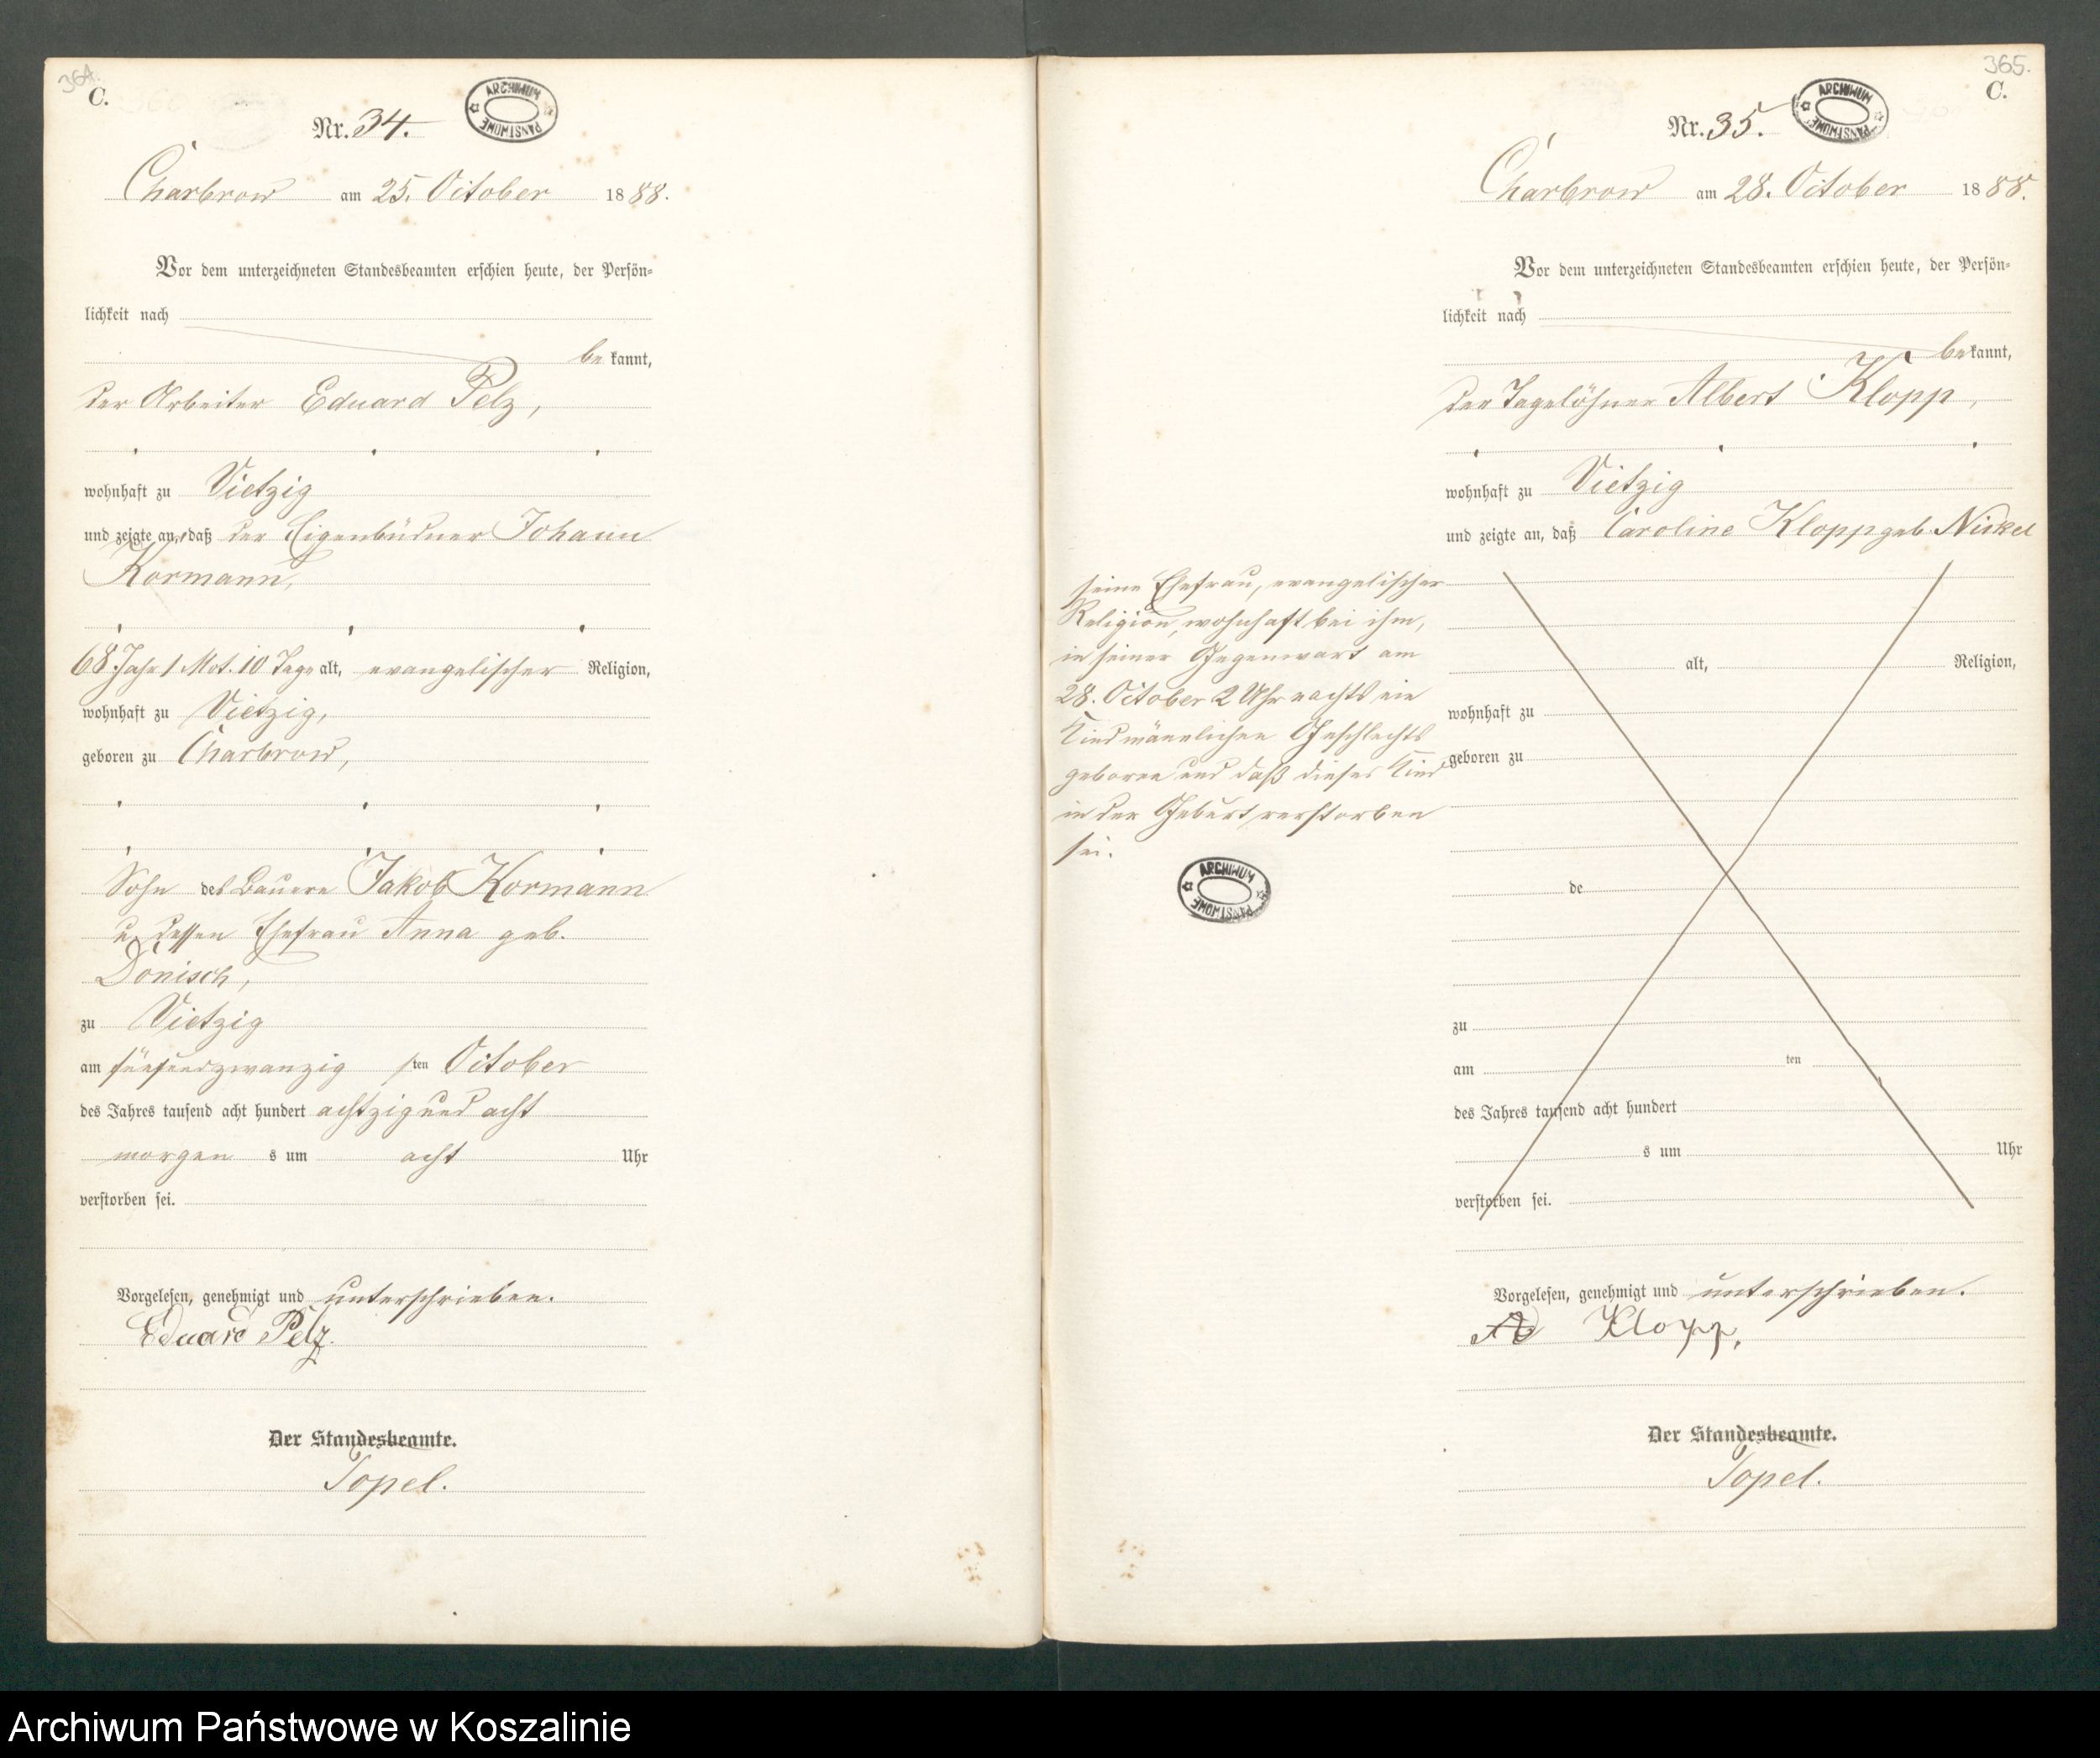 364.
C.
Nr. 34.
ARCHIWUM PAŃSTWOWE
Charbrow am 25. October 1888.
Vor dem unterzeichneten Standesbeamten erschien heute, der Persön-
lichkeit nach
be kannt,
der Arbeiter Eduard Pelz,
wohnhaft zu Vietzig
und zeigte an, daß der Eigenbüdner Johann
Kormann,
68 Jahr 1 Mot. 10 Tage alt, evangelischer Religion,
wohnhaft zu Vietzig,
geboren zu Charbrow,
Sohn des Bauern Jakob Kormann
u. dessen Ehefrau Anna geb.
Dönisch,
zu Vietzig
am fünfundzwanzig sten October
des Jahres tausend acht hundert achtzig und acht
morgen s um acht Uhr
verstorben sei.
Vorgelesen, genehmigt und unterschrieben.
Eduard Pelz.
Der Standesbeamte.
Topel.
365.
C.
Nr. 35.
ARCHIWUM PAŃSTWOWE
Charbrow am 28. October 1888.
Vor dem unterzeichneten Standesbeamten erschien heute, der Persön-
lichkeit nach
be kannt,
der Tagelöhner Albert Klopp,
wohnhaft zu Vietzig
und zeigte an, daß Caroline Klopp geb. Nickel
seine Ehefrau, evangelischer
Religion, wohnhaft bei ihm,
in seiner Gegenwart am
28. October 2 Uhr nachts ein
Kind männlichen Geschlechts
geboren und daß dieses Kind
in der Geburt verstorben
sei.
ARCHIWUM PAŃSTWOWE
alt, Religion,
wohnhaft zu
geboren zu
de
zu
am ten
des Jahres tausend acht hundert
s um Uhr
verstorben sei.
Vorgelesen, genehmigt und unterschrieben.
Klopp.
Der Standesbeamte.
Topel.
Archiwum Państwowe w Koszalinie